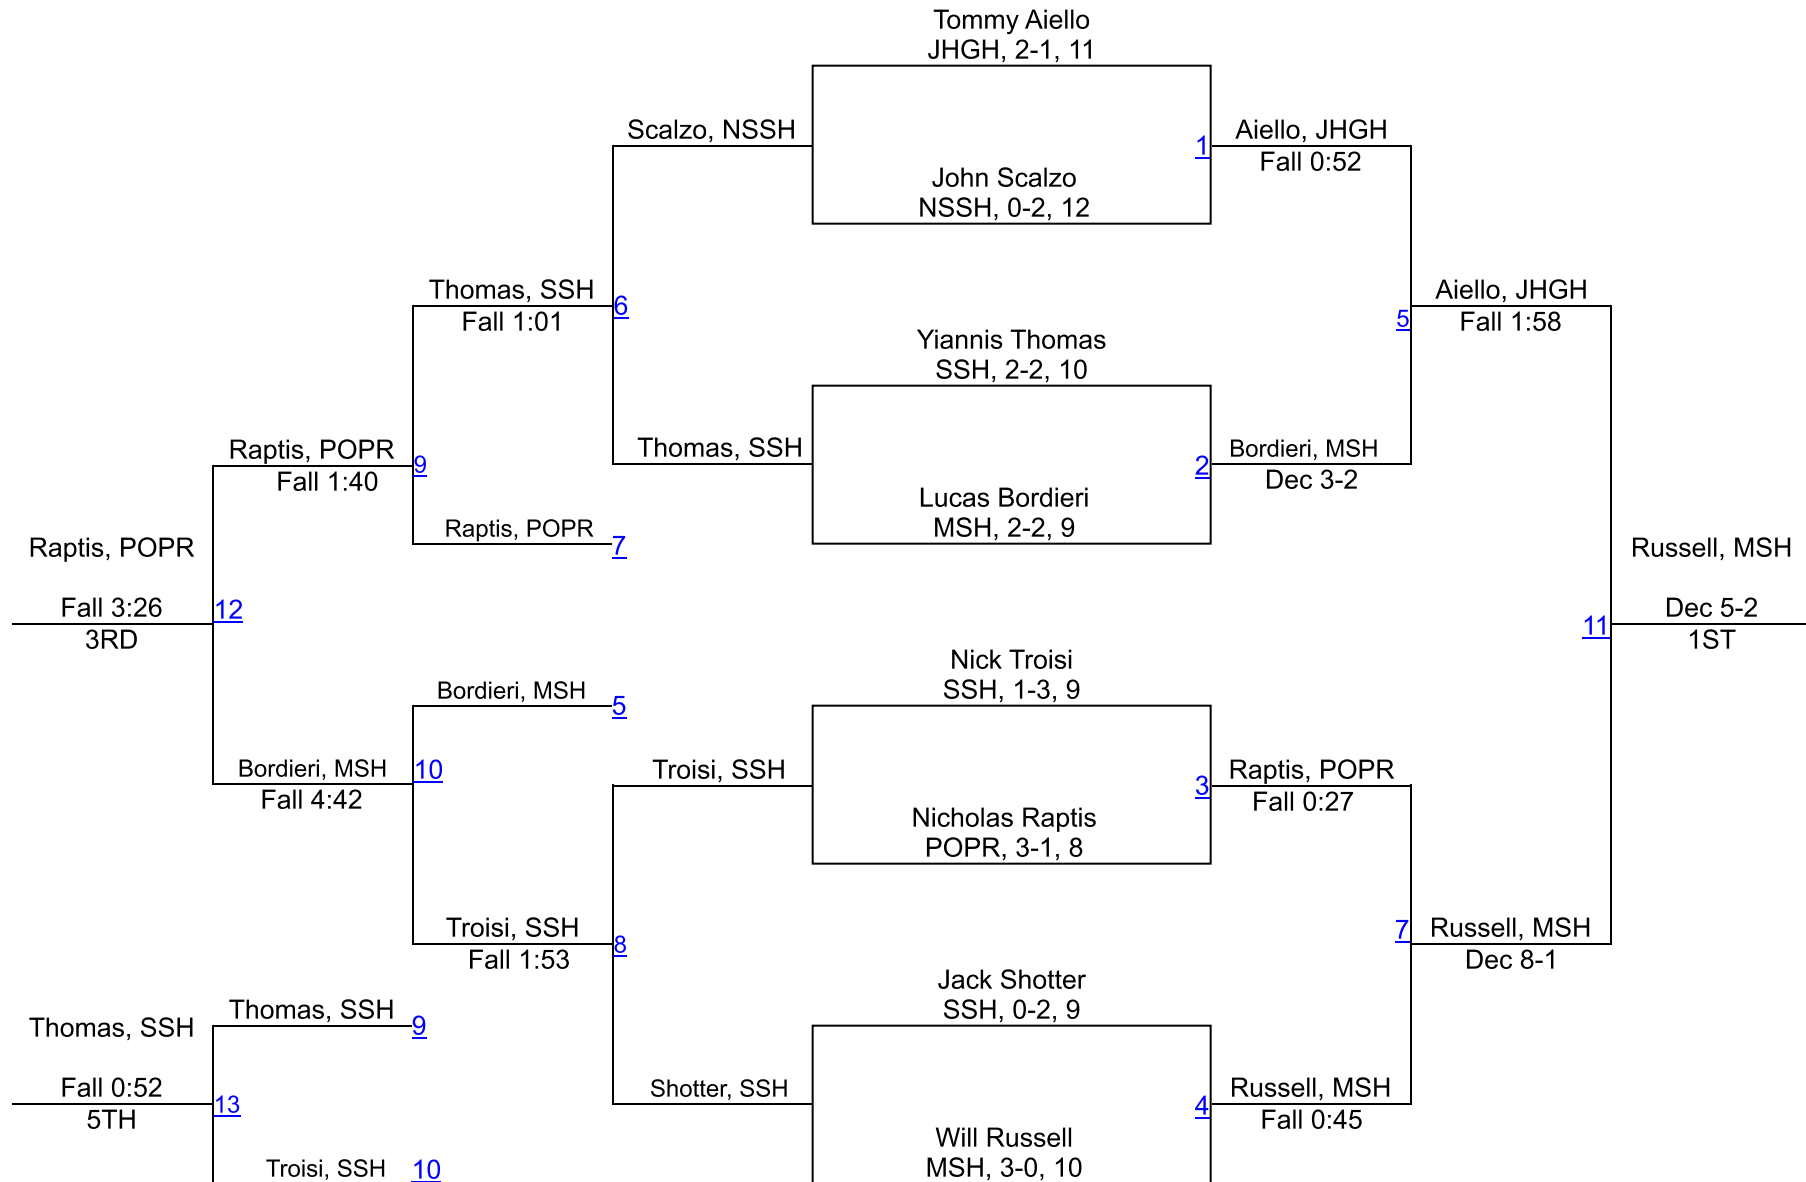 Tommy Aiello
JHGH, 2-1, 11
Scalzo, NSSH
1
Aiello, JHGH
Fall 0:52
John Scalzo
NSSH, 0-2, 12
Thomas, SSH
Fall 1:01
6
5
Aiello, JHGH
Fall 1:58
Yiannis Thomas
SSH, 2-2, 10
Raptis, POPR
Fall 1:40
9
Thomas, SSH
2
Bordieri, MSH
Dec 3-2
Lucas Bordieri
MSH, 2-2, 9
Raptis, POPR
7
Raptis, POPR
Fall 3:26
3RD
12
Russell, MSH
11
Dec 5-2
1ST
Nick Troisi
SSH, 1-3, 9
Bordieri, MSH
5
Bordieri, MSH
Fall 4:42
10
Troisi, SSH
3
Raptis, POPR
Fall 0:27
Nicholas Raptis
POPR, 3-1, 8
Troisi, SSH
Fall 1:53
8
7
Russell, MSH
Dec 8-1
Jack Shotter
SSH, 0-2, 9
Thomas, SSH
9
Thomas, SSH
Fall 0:52
5TH
13
Shotter, SSH
4
Russell, MSH
Fall 0:45
Will Russell
MSH, 3-0, 10
Troisi, SSH
10